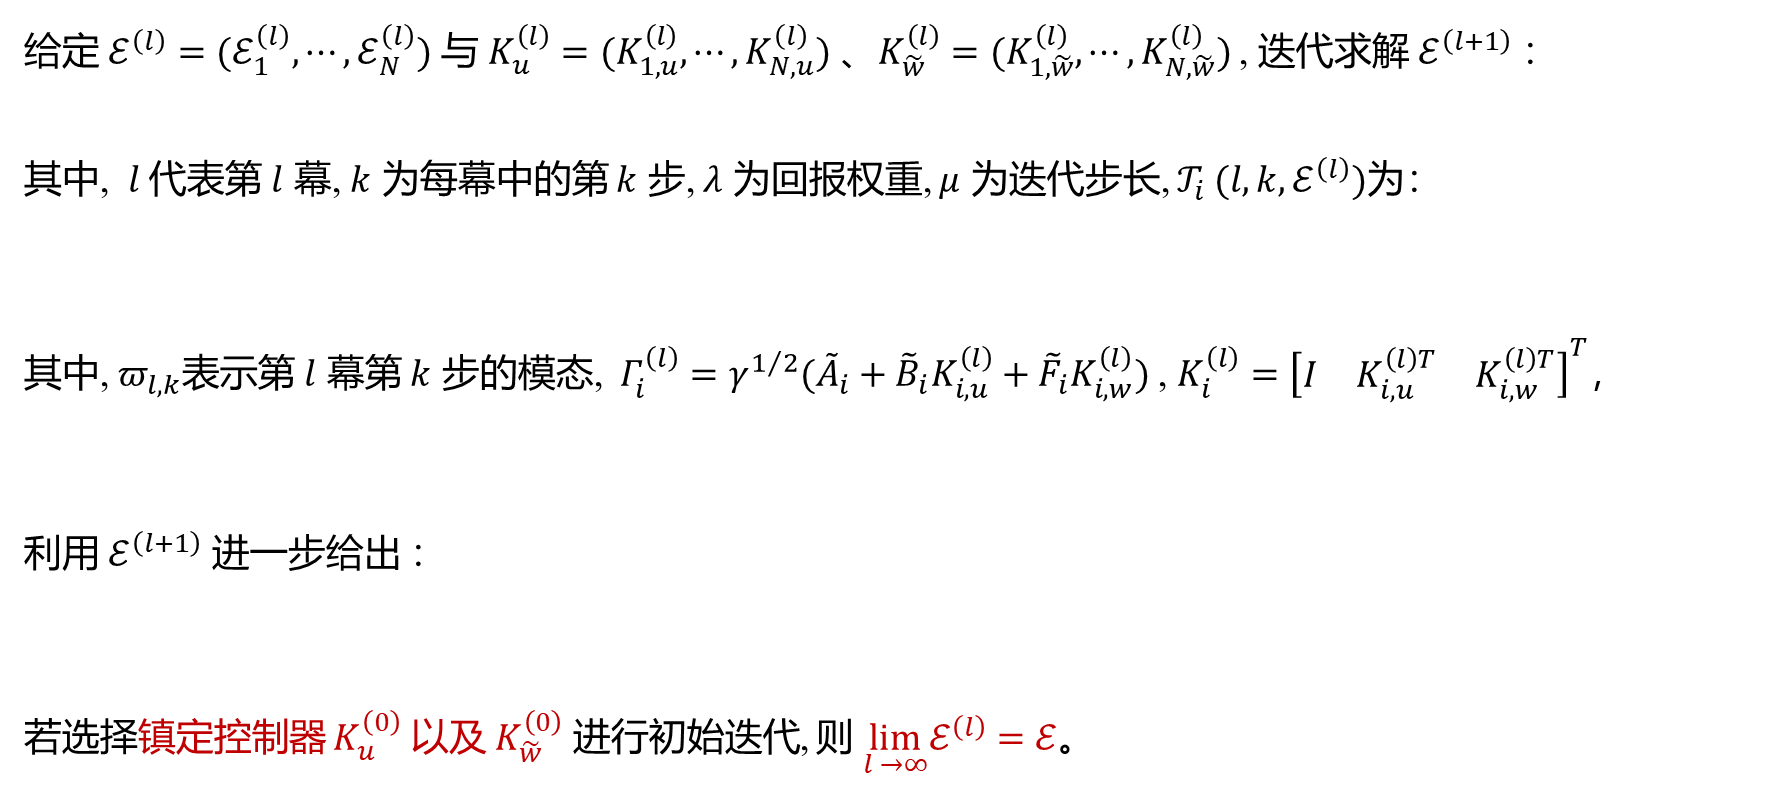 给定 ℰ^{(l)} = (ℰ_1^{(l)}, ⋯, ℰ_N^{(l)}) 与 K_u^{(l)} = (K_{1,u}^{(l)}, ⋯, K_{N,u}^{(l)}) 、 K_{w̃}^{(l)} = (K_{1,w̃}^{(l)}, ⋯, K_{N,w̃}^{(l)}) , 迭代求解 ℰ^{(l+1)} :
其中, l 代表第 l 幕, k 为每幕中的第 k 步, λ 为回报权重, μ 为迭代步长, 𝒯_i (l, k, ℰ^{(l)})为:
其中, ϖ_{l,k}表示第 l 幕第 k 步的模态, Γ_i^{(l)} = γ^{1/2}(Ã_i + B̃_i K_{i,u}^{(l)} + F̃_i K_{i,w}^{(l)}) , K_i^{(l)} = [I K_{i,u}^{(l)T} K_{i,w}^{(l)T}]^T ,
利用 ℰ^{(l+1)} 进一步给出 :
若选择镇定控制器 K_u^{(0)} 以及 K_{w̃}^{(0)} 进行初始迭代, 则 lim_{l→∞} ℰ^{(l)} = ℰ。